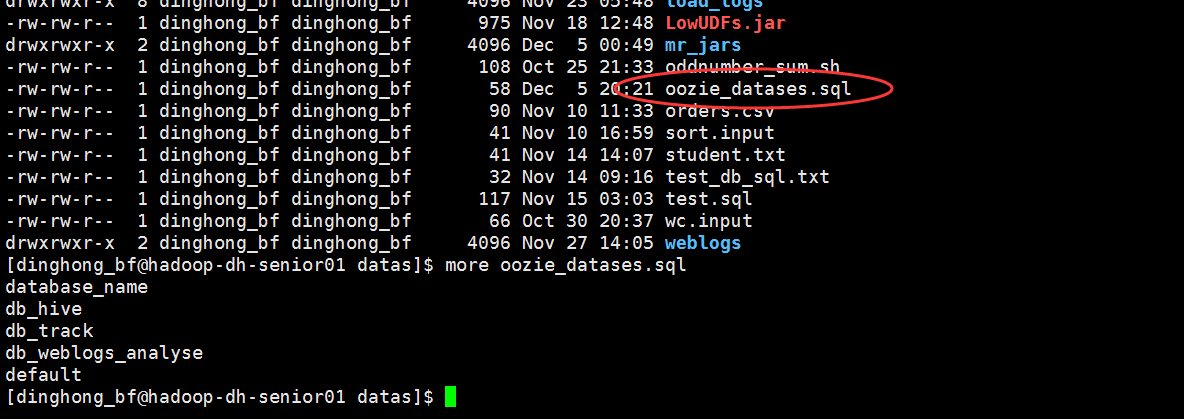 drwxrwxr-x  8 dinghong_bf dinghong_bf     4096 Nov 23 05:48 load_logs
-rw-rw-r--  1 dinghong_bf dinghong_bf      975 Nov 18 12:48 LowUDFs.jar
drwxrwxr-x  2 dinghong_bf dinghong_bf     4096 Dec  5 00:49 mr_jars
-rw-rw-r--  1 dinghong_bf dinghong_bf      108 Oct 25 21:33 oddnumber_sum.sh
-rw-rw-r--  1 dinghong_bf dinghong_bf       58 Dec  5 20:21 oozie_datases.sql
-rw-rw-r--  1 dinghong_bf dinghong_bf       90 Nov 10 11:33 orders.csv
-rw-rw-r--  1 dinghong_bf dinghong_bf       41 Nov 10 16:59 sort.input
-rw-rw-r--  1 dinghong_bf dinghong_bf       41 Nov 14 14:07 student.txt
-rw-rw-r--  1 dinghong_bf dinghong_bf       32 Nov 14 09:16 test_db_sql.txt
-rw-rw-r--  1 dinghong_bf dinghong_bf      117 Nov 15 03:03 test.sql
-rw-rw-r--  1 dinghong_bf dinghong_bf       66 Oct 30 20:37 wc.input
drwxrwxr-x  2 dinghong_bf dinghong_bf     4096 Nov 27 14:05 weblogs
[dinghong_bf@hadoop-dh-senior01 datas]$ more oozie_datases.sql
database_name
db_hive
db_track
db_weblogs_analyse
default
[dinghong_bf@hadoop-dh-senior01 datas]$